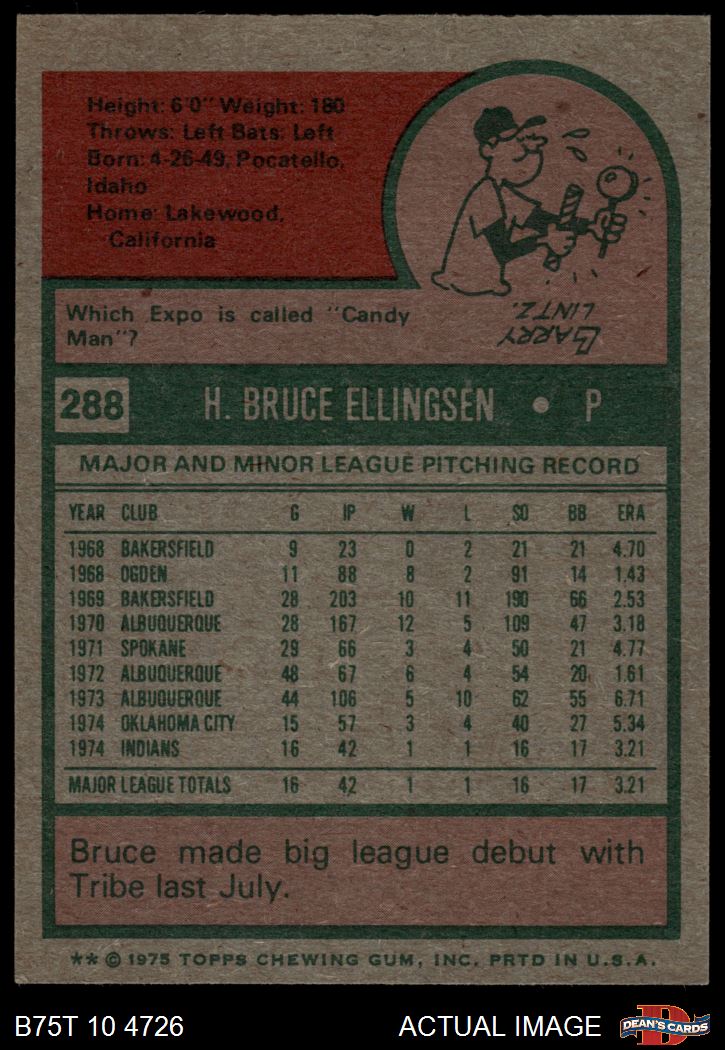 Height: 6'0" Weight: 180
Throws: Left Bats: Left
Born: 4-26-49, Pocatello,
Idaho
Home: Lakewood,
California
Which Expo is called "Candy
Man"?
LARRY
LINTZ.
288 H. BRUCE ELLINGSEN • P
MAJOR AND MINOR LEAGUE PITCHING RECORD
YEAR CLUB G IP W L SO BB ERA
1968 BAKERSFIELD 9 23 0 2 21 21 4.70
1968 OGDEN 11 88 8 2 91 14 1.43
1969 BAKERSFIELD 28 203 10 11 190 66 2.53
1970 ALBUQUERQUE 28 167 12 5 109 47 3.18
1971 SPOKANE 29 66 3 4 50 21 4.77
1972 ALBUQUERQUE 48 67 6 4 54 20 1.61
1973 ALBUQUERQUE 44 106 5 10 62 55 6.71
1974 OKLAHOMA CITY 15 57 3 4 40 27 5.34
1974 INDIANS 16 42 1 1 16 17 3.21
MAJOR LEAGUE TOTALS 16 42 1 1 16 17 3.21
Bruce made big league debut with
Tribe last July.
** © 1975 TOPPS CHEWING GUM, INC. PRTD IN U.S.A.
B75T 10 4726 ACTUAL IMAGE D DEAN'S CARDS